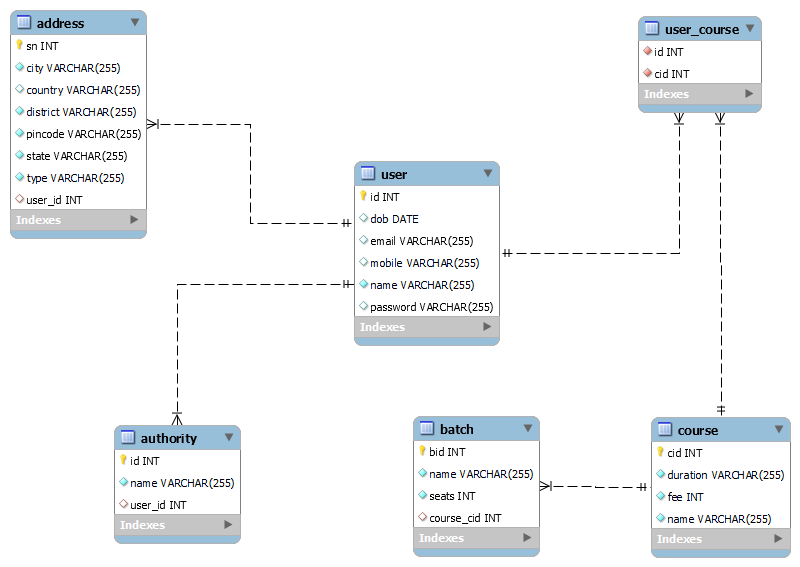 address
sn INT
city VARCHAR(255)
country VARCHAR(255)
district VARCHAR(255)
pincode VARCHAR(255)
state VARCHAR(255)
type VARCHAR(255)
user_id INT
Indexes
user_course
id INT
cid INT
Indexes
user
id INT
dob DATE
email VARCHAR(255)
mobile VARCHAR(255)
name VARCHAR(255)
password VARCHAR(255)
Indexes
authority
id INT
name VARCHAR(255)
user_id INT
Indexes
batch
bid INT
name VARCHAR(255)
seats INT
course_cid INT
Indexes
course
cid INT
duration VARCHAR(255)
fee INT
name VARCHAR(255)
Indexes